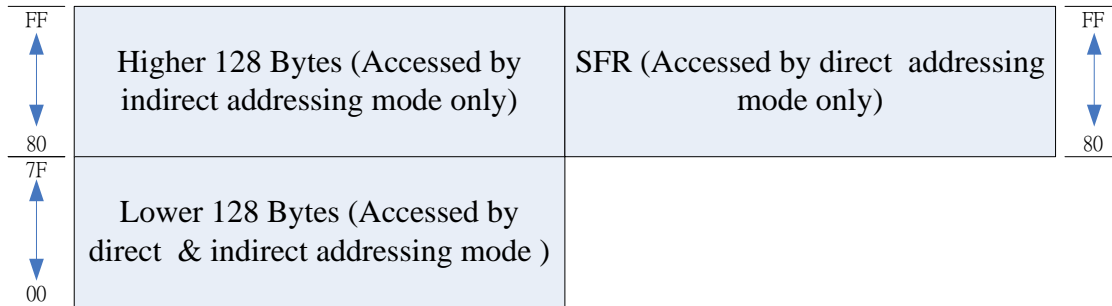 FF
Higher 128 Bytes (Accessed by
indirect addressing mode only)
SFR (Accessed by direct addressing
mode only)
FF
80
80
7F
Lower 128 Bytes (Accessed by
direct & indirect addressing mode )
00